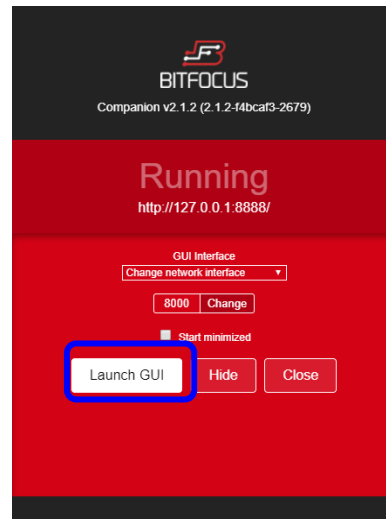 BITFOCUS
Companion v2.1.2 (2.1.2-f4bcaf3-2679)
Running
http://127.0.0.1:8888/
GUI Interface
Change network interface
8000 Change
Start minimized
Launch GUI Hide Close